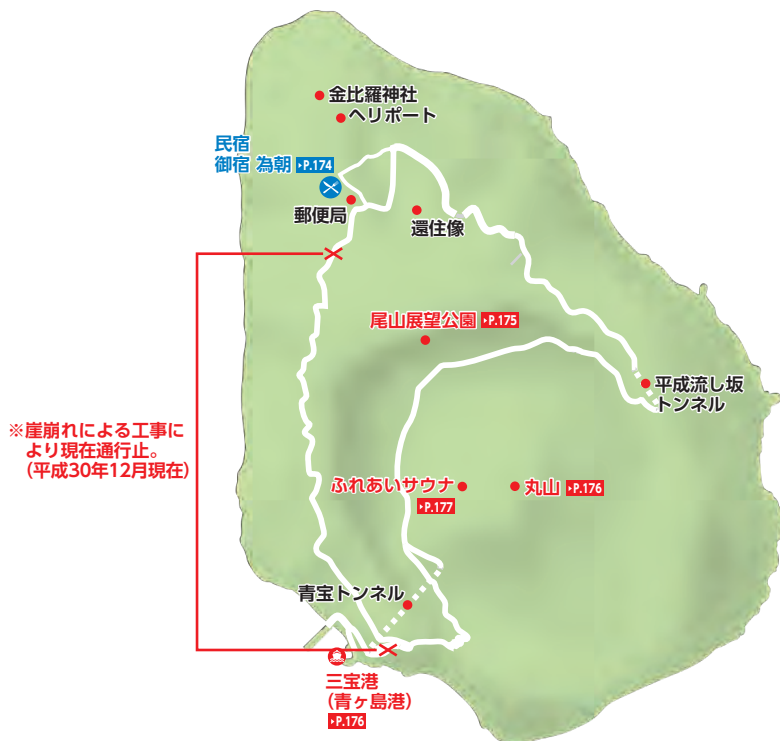 金比羅神社
ヘリポート
民宿
御宿 為朝 ▸P.174
郵便局
還住像
尾山展望公園 ▸P.175
平成流し坂
トンネル
※崖崩れによる工事に
より現在通行止。
(平成30年12月現在)
ふれあいサウナ
▸P.177
丸山 ▸P.176
青宝トンネル
三宝港
(青ヶ島港)
▸P.176